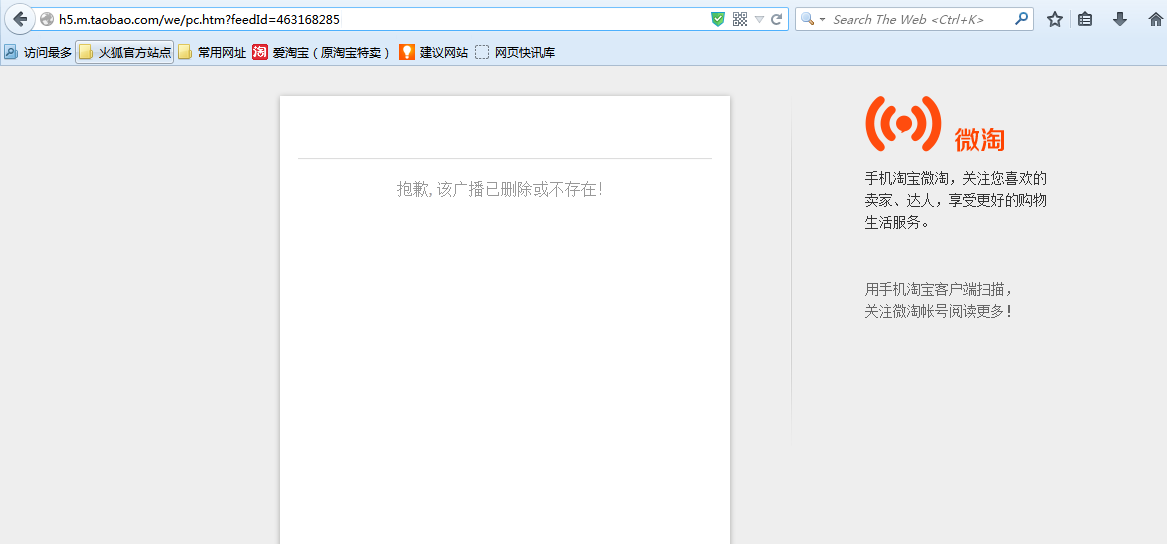 h5.m.taobao.com/we/pc.htm?feedId=463168285
Search The Web <Ctrl+K>
访问最多 火狐官方站点 常用网址 爱淘宝（原淘宝特卖） 建议网站 网页快讯库
抱歉,该广播已删除或不存在!
微淘
手机淘宝微淘，关注您喜欢的
卖家、达人，享受更好的购物
生活服务。
用手机淘宝客户端扫描，
关注微淘帐号阅读更多！